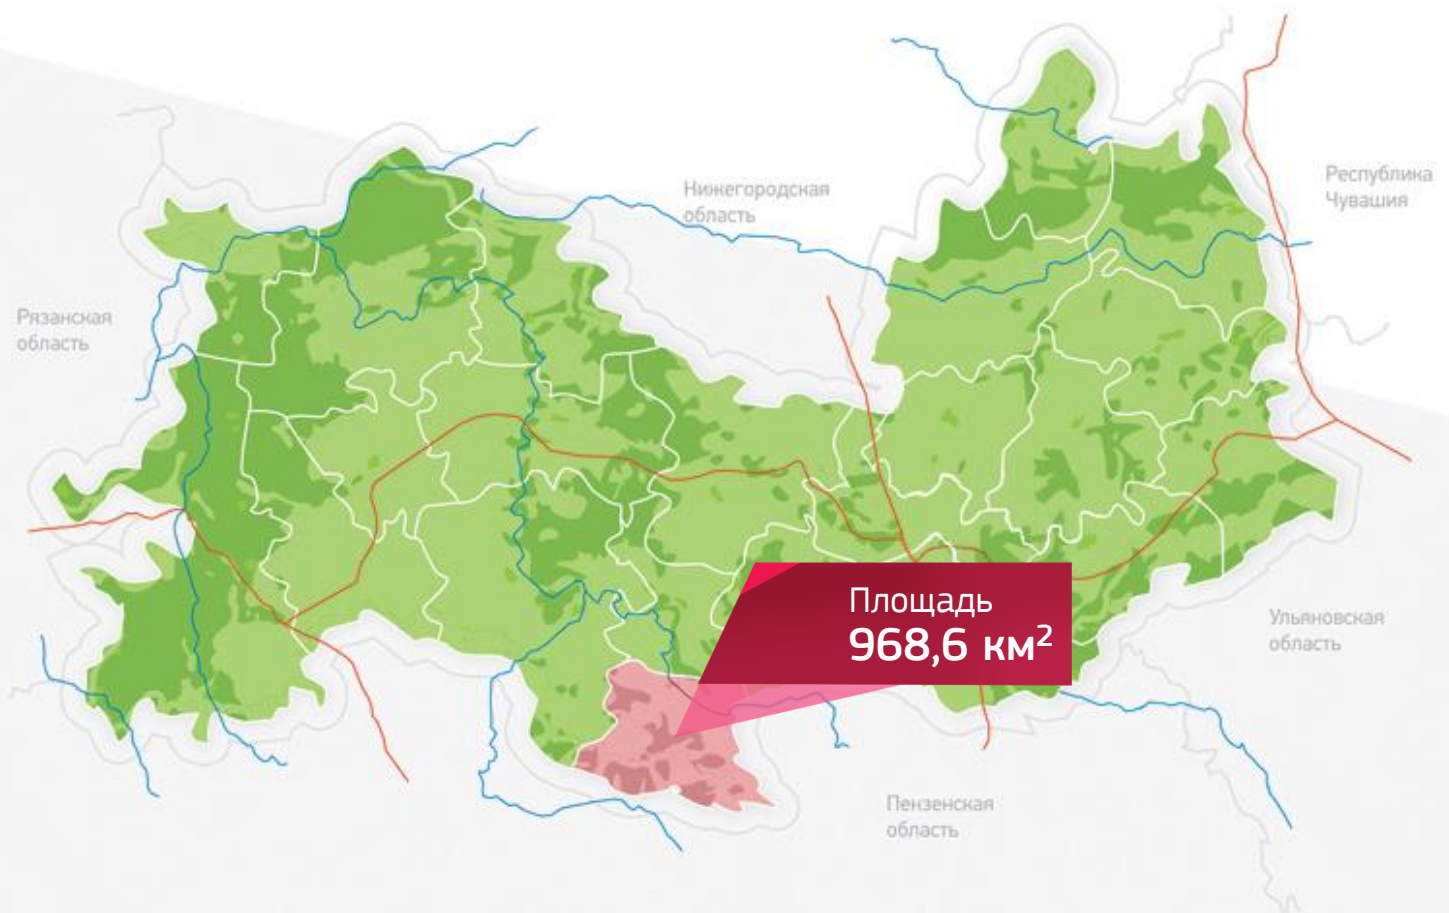 Нижегородская
область
Республика
Чувашия
Рязанская
область
Площадь
968,6 км²
Ульяновская
область
Пензенская
область